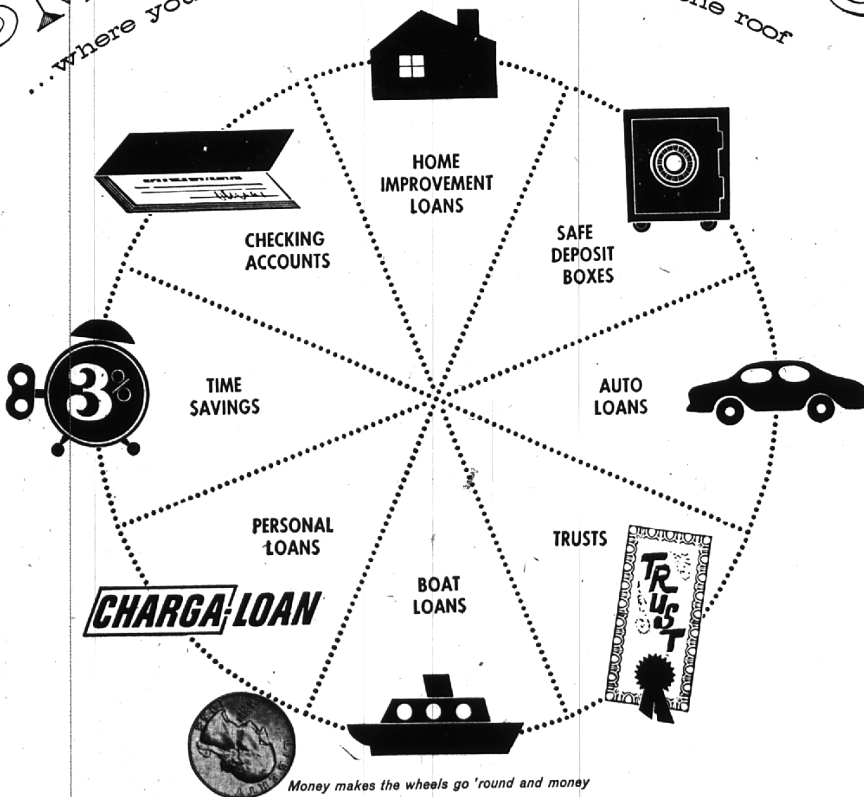 ...where you
one roof
HOME
IMPROVEMENT
LOANS
CHECKING
ACCOUNTS
SAFE
DEPOSIT
BOXES
3%
TIME
SAVINGS
AUTO
LOANS
PERSONAL
LOANS
TRUSTS
TRUST
BOAT
LOANS
CHARGA-LOAN
Money makes the wheels go 'round and money